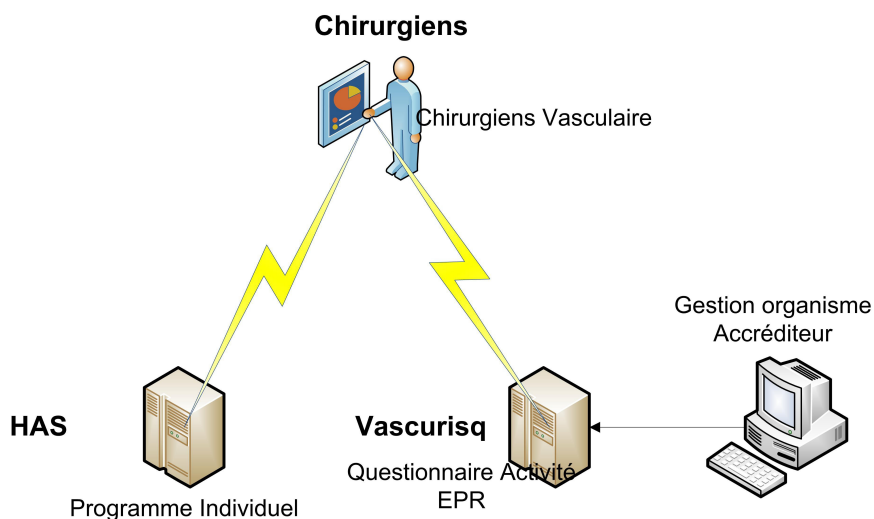 Chirurgiens
Chirurgiens Vasculaire
Gestion organisme
Accréditeur
HAS
Vascurisq
Questionnaire Activité
EPR
Programme Individuel